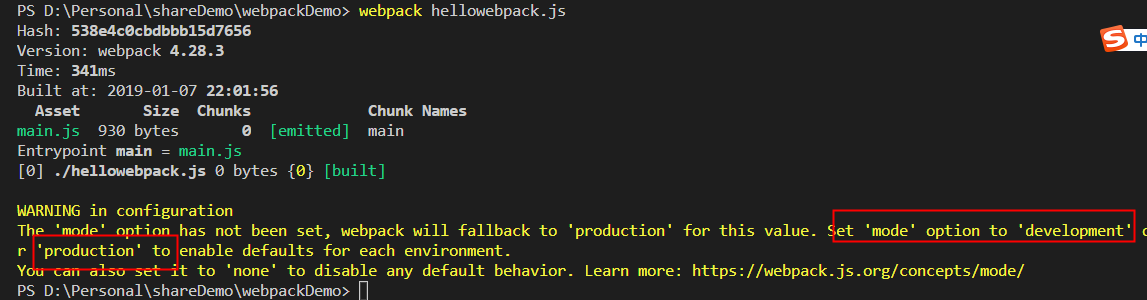 PS D:\Personal\shareDemo\webpackDemo> webpack hellowebpack.js
Hash: 538e4c0cbdbbb15d7656
Version: webpack 4.28.3
Time: 341ms
Built at: 2019-01-07 22:01:56
Asset Size Chunks Chunk Names
main.js 930 bytes 0 [emitted] main
Entrypoint main = main.js
[0] ./hellowebpack.js 0 bytes {0} [built]
WARNING in configuration
The 'mode' option has not been set, webpack will fallback to 'production' for this value. Set 'mode' option to 'development' o
r 'production' to enable defaults for each environment.
You can also set it to 'none' to disable any default behavior. Learn more: https://webpack.js.org/concepts/mode/
PS D:\Personal\shareDemo\webpackDemo>
S 中